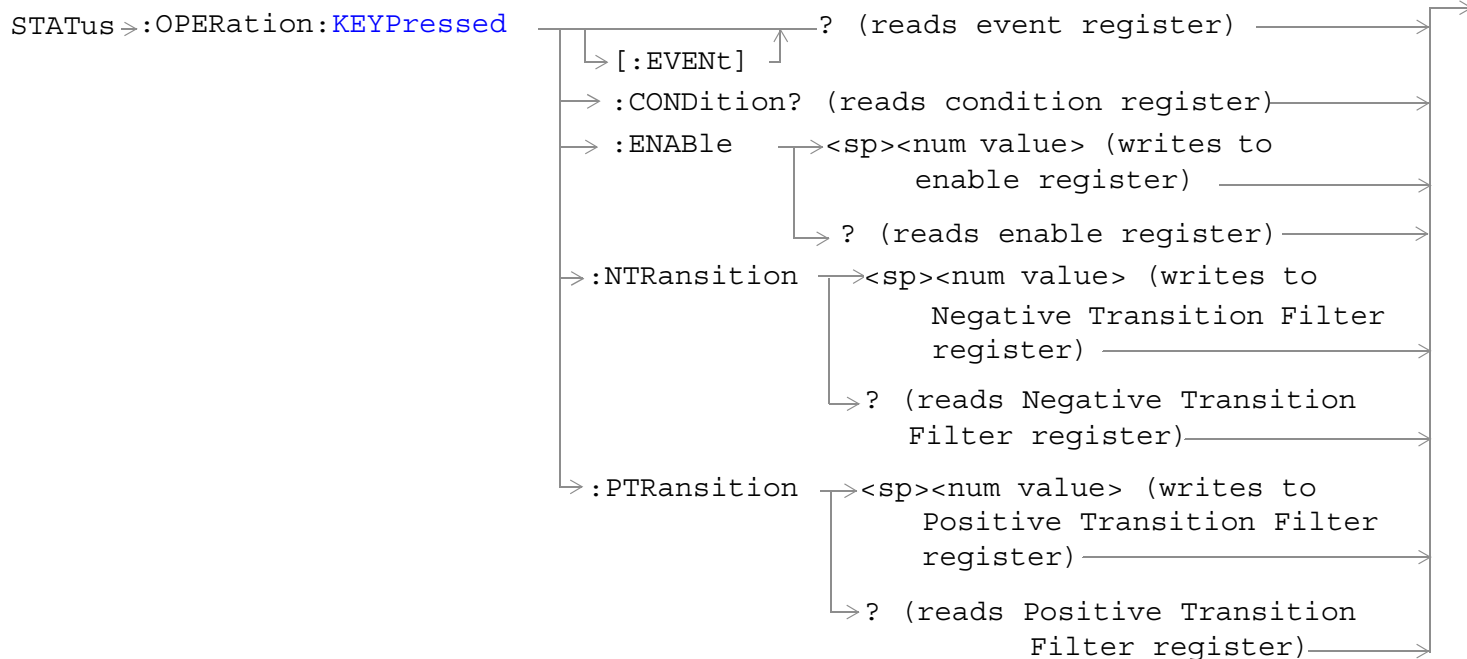 STATus :OPERation:KEYPressed ? (reads event register)
[:EVENt]
:CONDition? (reads condition register)
:ENABle <sp><num value> (writes to
enable register)
? (reads enable register)
:NTRansition <sp><num value> (writes to
Negative Transition Filter
register)
? (reads Negative Transition
Filter register)
:PTRansition <sp><num value> (writes to
Positive Transition Filter
register)
? (reads Positive Transition
Filter register)